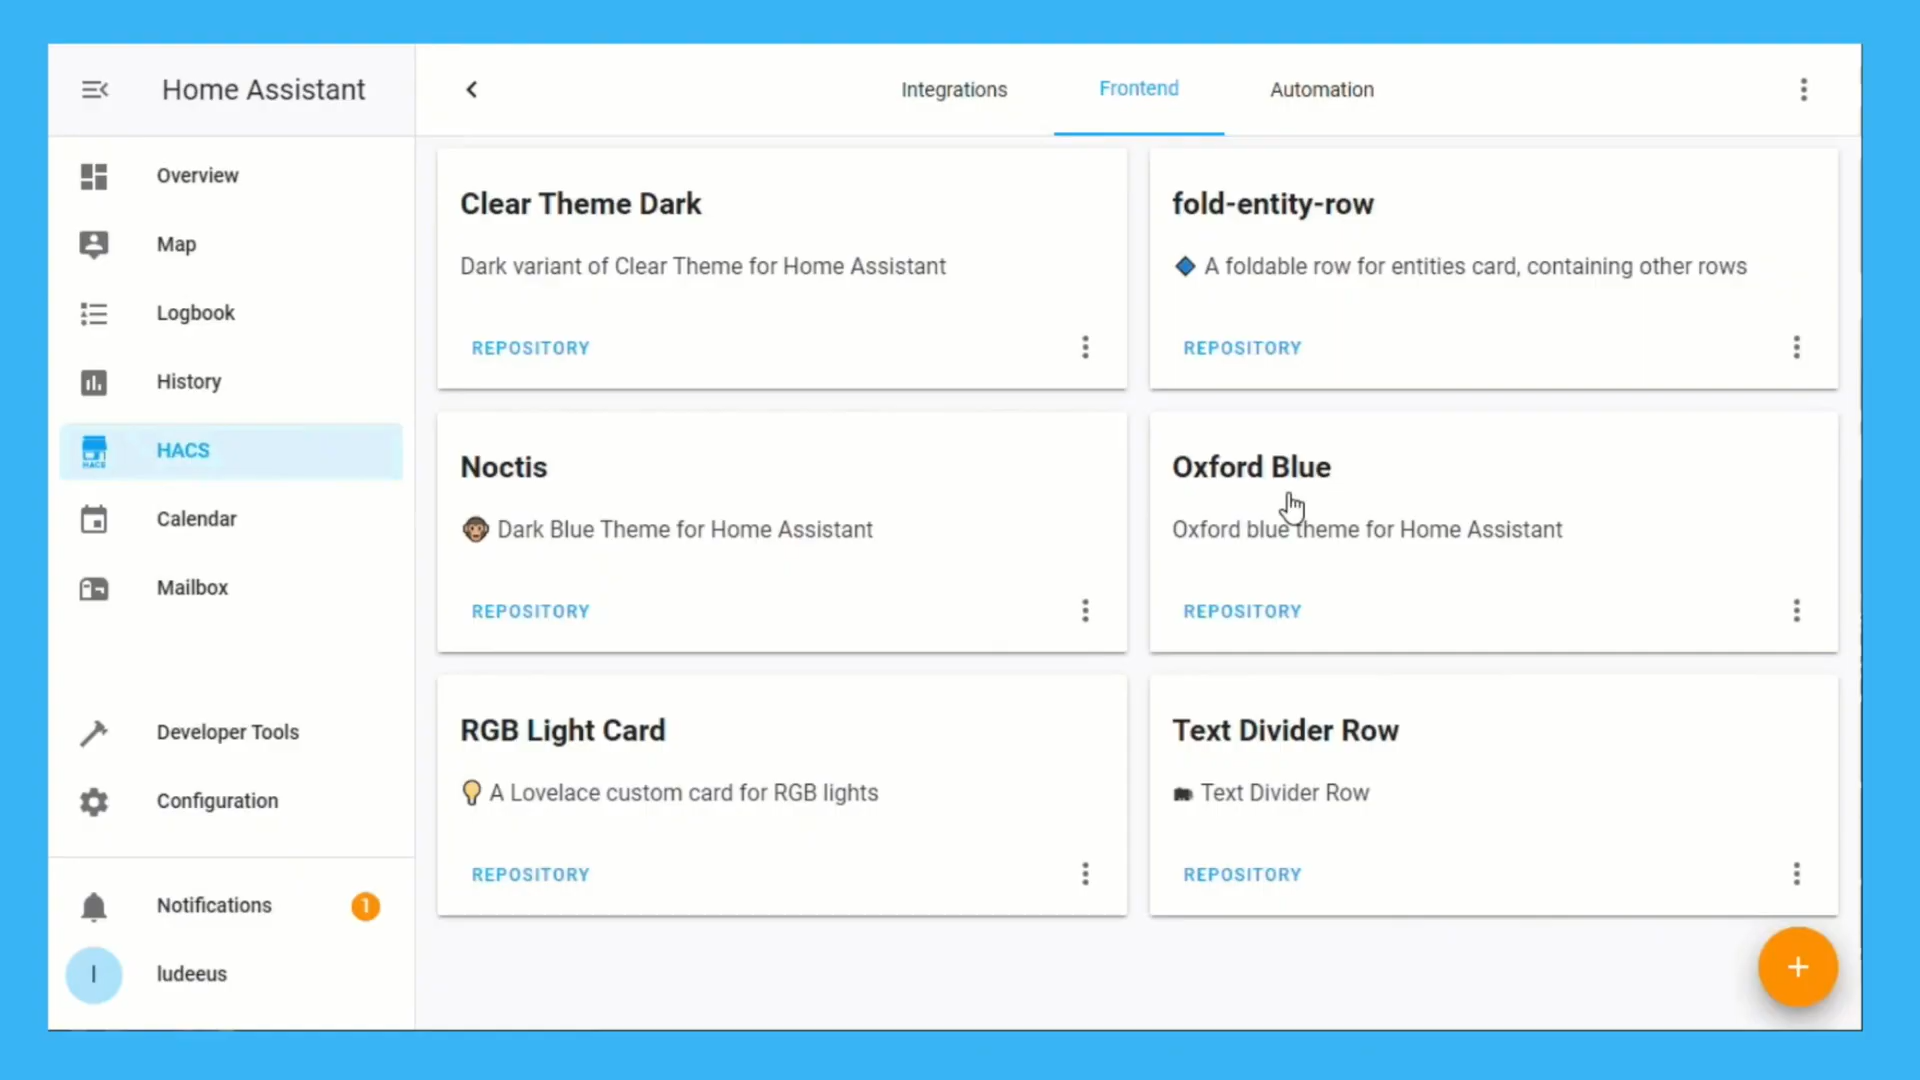 Home Assistant
Integrations
Frontend
Automation
Overview
Map
Logbook
History
HACS
HACS
Calendar
Mailbox
Developer Tools
Configuration
Notifications
1
l
ludeeus
Clear Theme Dark
Dark variant of Clear Theme for Home Assistant
REPOSITORY
fold-entity-row
🔹 A foldable row for entities card, containing other rows
REPOSITORY
Noctis
🐵 Dark Blue Theme for Home Assistant
REPOSITORY
Oxford Blue
Oxford blue theme for Home Assistant
REPOSITORY
RGB Light Card
💡 A Lovelace custom card for RGB lights
REPOSITORY
Text Divider Row
Text Divider Row
REPOSITORY
+